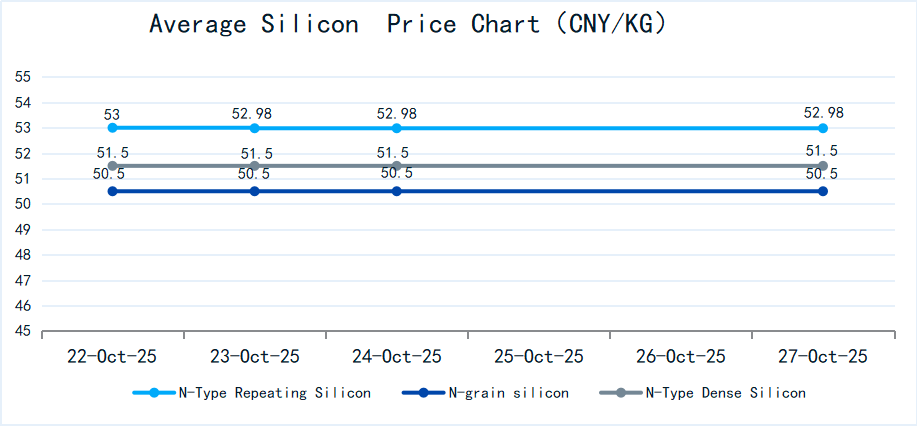 Average Silicon  Price Chart（CNY/KG）
55
54
53
52
51
50
49
48
47
46
45
53 52.98 52.98 52.98
51.5 51.5 51.5 51.5
50.5 50.5 50.5 50.5
22-Oct-25 23-Oct-25 24-Oct-25 25-Oct-25 26-Oct-25 27-Oct-25
N-Type Repeating Silicon N-grain silicon N-Type Dense Silicon